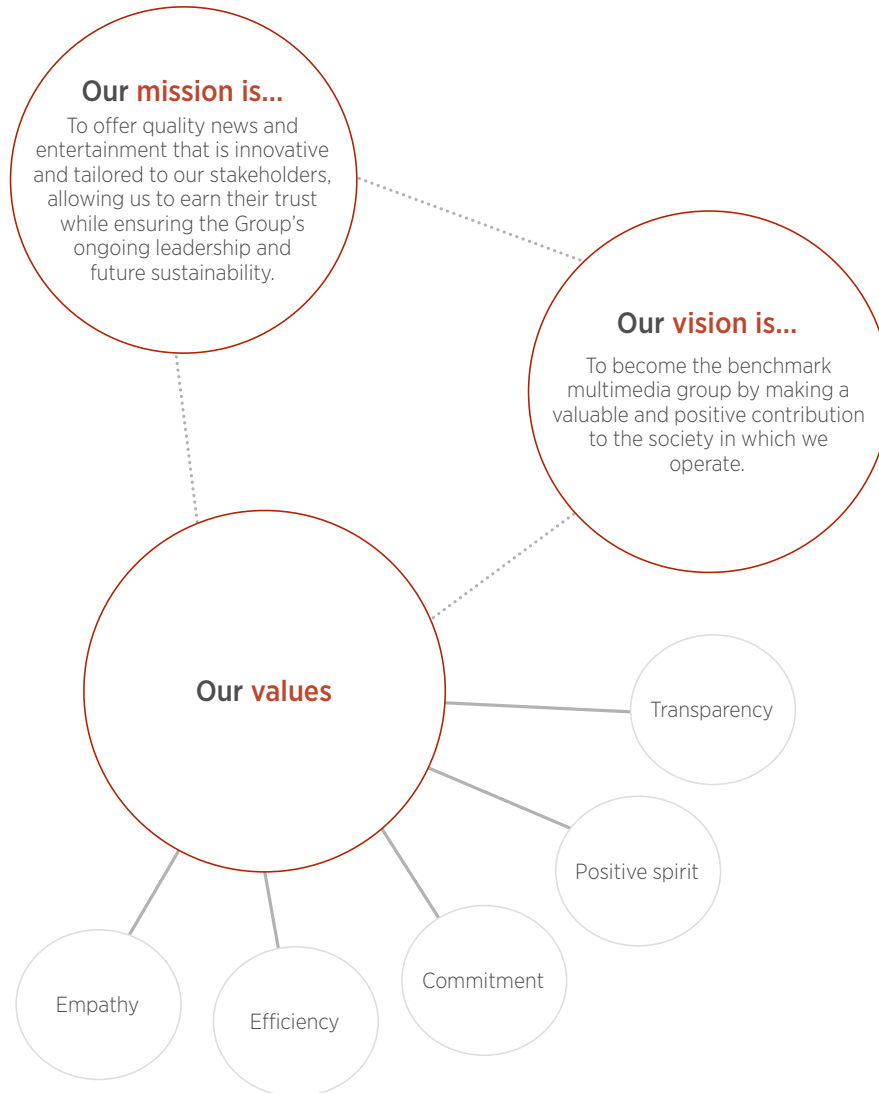 Our mission is...
To offer quality news and
entertainment that is innovative
and tailored to our stakeholders,
allowing us to earn their trust
while ensuring the Group’s
ongoing leadership and
future sustainability.
Our vision is...
To become the benchmark
multimedia group by making a
valuable and positive contribution
to the society in which we
operate.
Our values
Transparency
Positive spirit
Commitment
Efficiency
Empathy